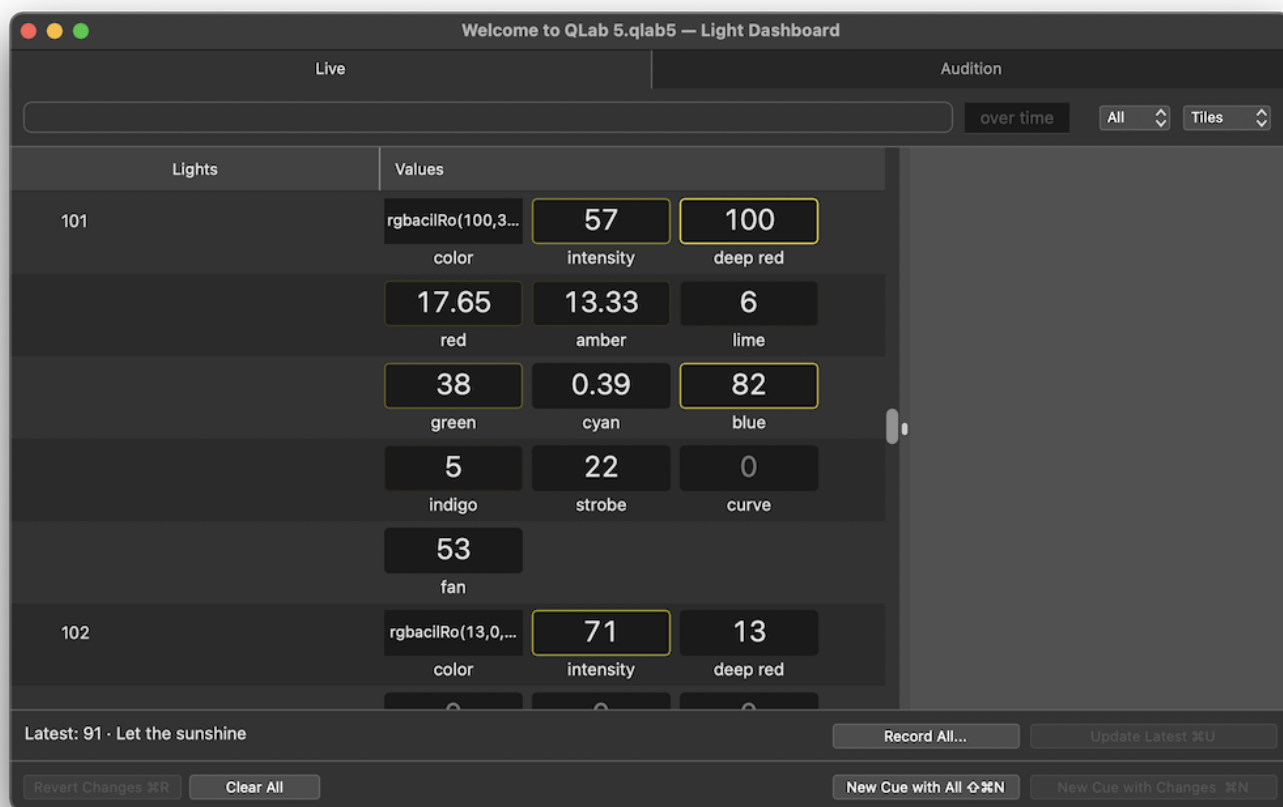 Welcome to QLab 5.qlab5 — Light Dashboard
Live Audition
over time All Tiles
Lights Values
101 rgbacilRo(100,3... 57 100
color intensity deep red
17.65 13.33 6
red amber lime
38 0.39 82
green cyan blue
5 22 0
indigo strobe curve
53
fan
102 rgbacilRo(13,0,... 71 13
color intensity deep red
Latest: 91 · Let the sunshine Record All... Update Latest ⌘U
Revert Changes ⌘R Clear All New Cue with All ⇧⌘N New Cue with Changes ⌘N